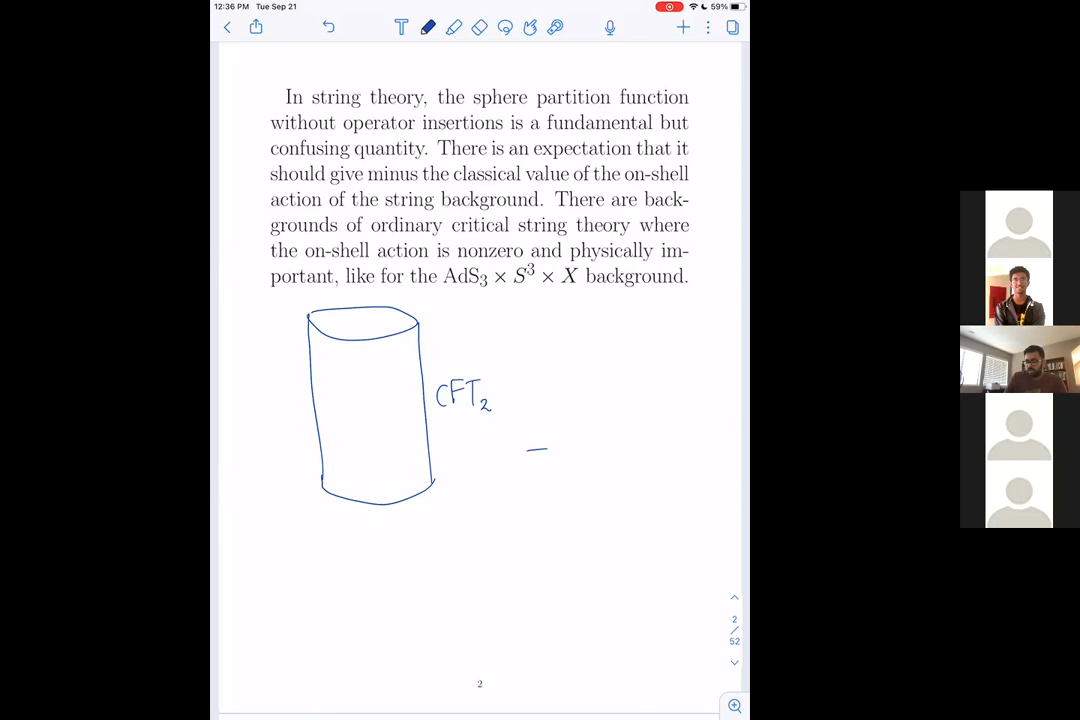 12:36 PM Tue Sep 21
59%
In string theory, the sphere partition function
without operator insertions is a fundamental but
confusing quantity. There is an expectation that it
should give minus the classical value of the on-shell
action of the string background. There are back-
grounds of ordinary critical string theory where
the on-shell action is nonzero and physically im-
portant, like for the AdS₃ × S³ × X background.
CFT₂
2
/
52
2